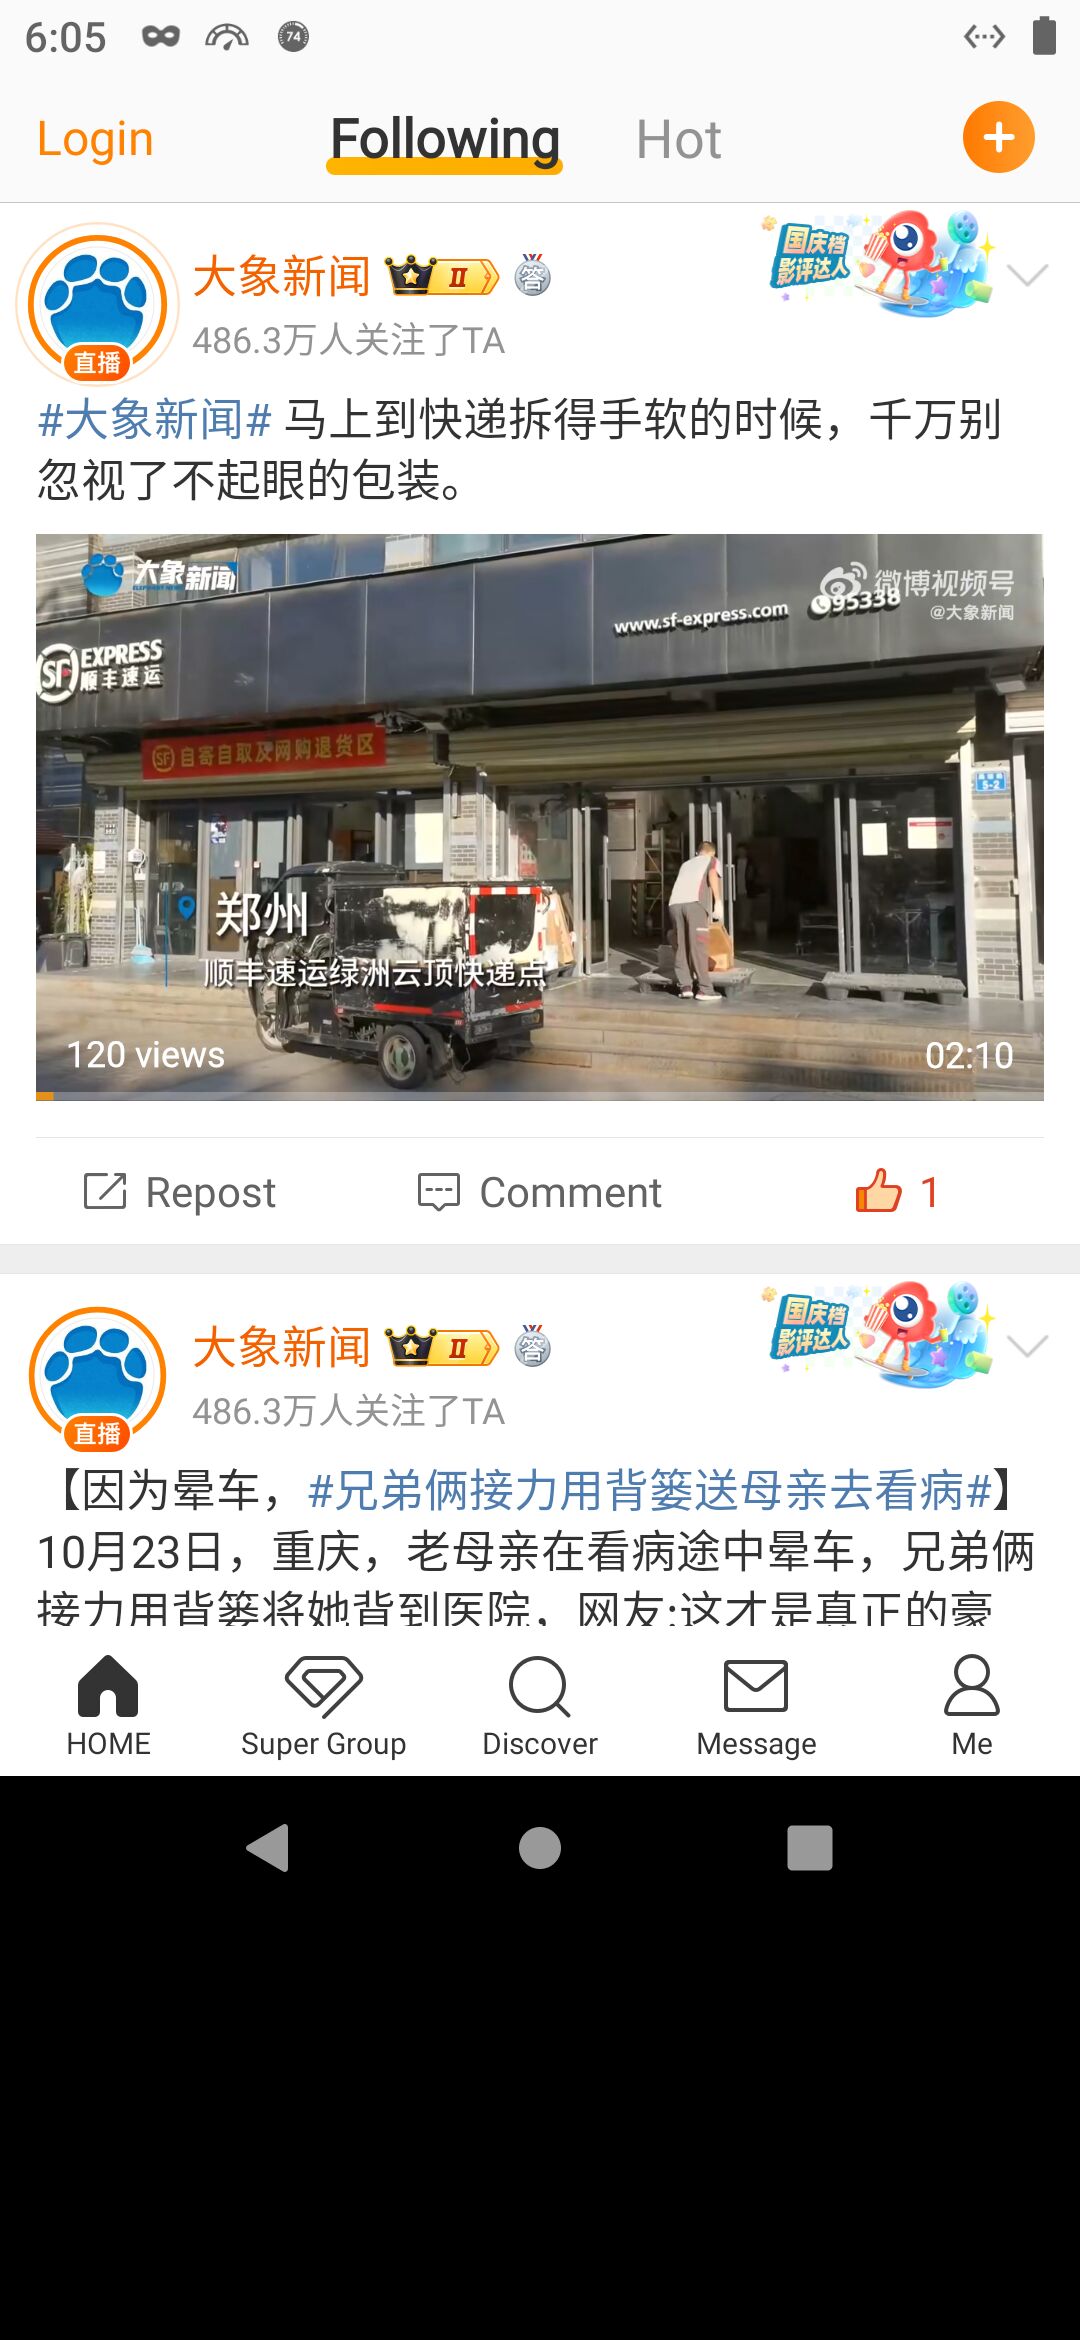 6:05
74
Login
Following
Hot
大象新闻
II
答
国庆档
影评达人
直播
486.3万人关注了TA
#大象新闻# 马上到快递拆得手软的时候，千万别
忽视了不起眼的包装。
大象新闻
ELEPHANT NEWS
微博视频号
@大象新闻
www.sf-express.com
95338
SF EXPRESS
顺丰速运
SF 自寄自取及网购退货区
5-2
郑州
顺丰速运绿洲云顶快递点
120 views
02:10
Repost
Comment
1
大象新闻
II
答
国庆档
影评达人
直播
486.3万人关注了TA
【因为晕车，#兄弟俩接力用背篓送母亲去看病#】
10月23日，重庆，老母亲在看病途中晕车，兄弟俩
接力用背篓将她背到医院，网友:这才是真正的豪
HOME
Super Group
Discover
Message
Me